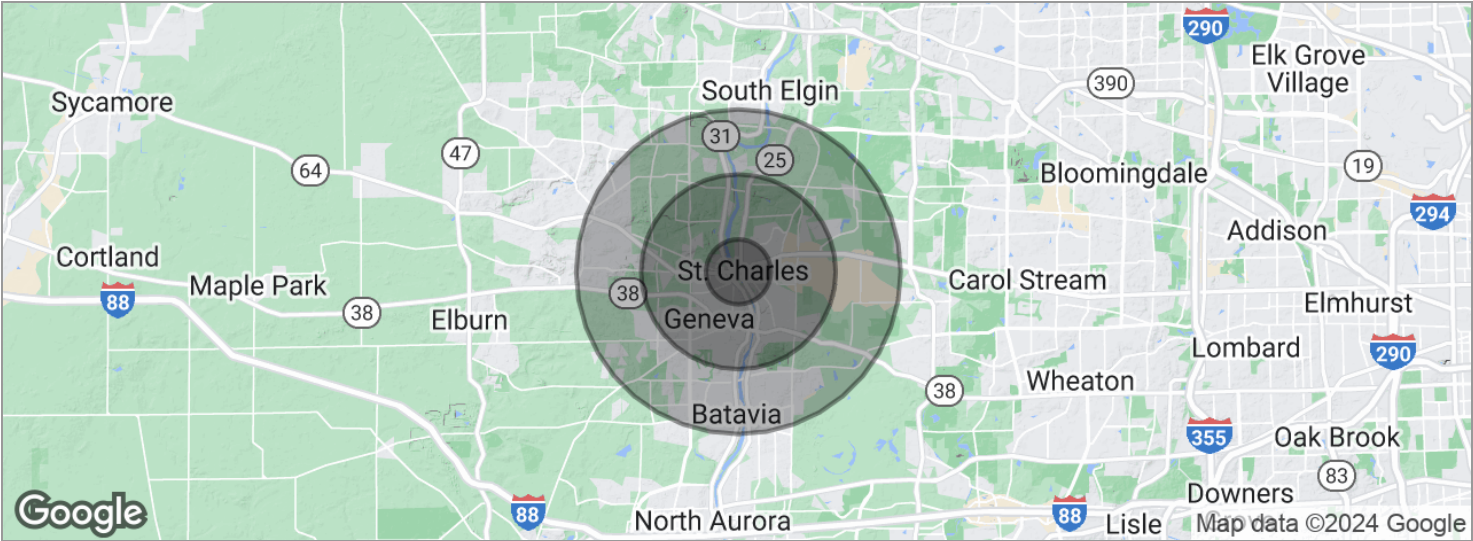 290
Elk Grove
Village
390
South Elgin
Sycamore
31
47
25
64
19
Bloomingdale
294
Addison
Cortland
St. Charles
Carol Stream
Maple Park
88
38
Elmhurst
38
Elburn
Geneva
Lombard
290
Wheaton
38
Batavia
355
Oak Brook
83
Downers
Grove
Google
88
88
North Aurora
Lisle
Map data ©2024 Google